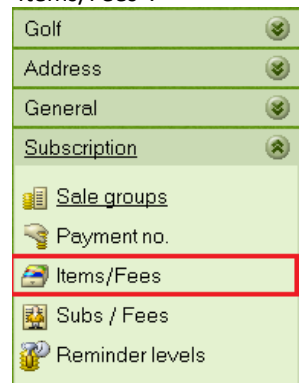 Items/Fees .
Golf
Address
General
Subscription
Sale groups
Payment no.
Items/Fees
Subs / Fees
Reminder levels